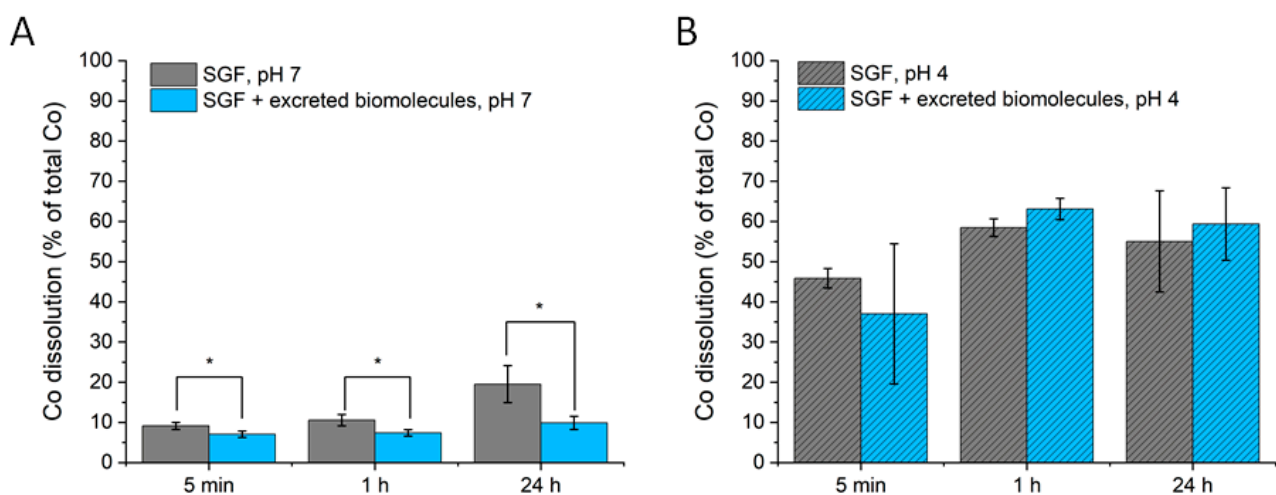 A
Co dissolution (% of total Co)
100
90
80
70
60
50
40
30
20
10
0
SGF, pH 7
SGF + excreted biomolecules, pH 7
*
*
*
5 min
1 h
24 h
B
Co dissolution (% of total Co)
100
90
80
70
60
50
40
30
20
10
0
SGF, pH 4
SGF + excreted biomolecules, pH 4
5 min
1 h
24 h